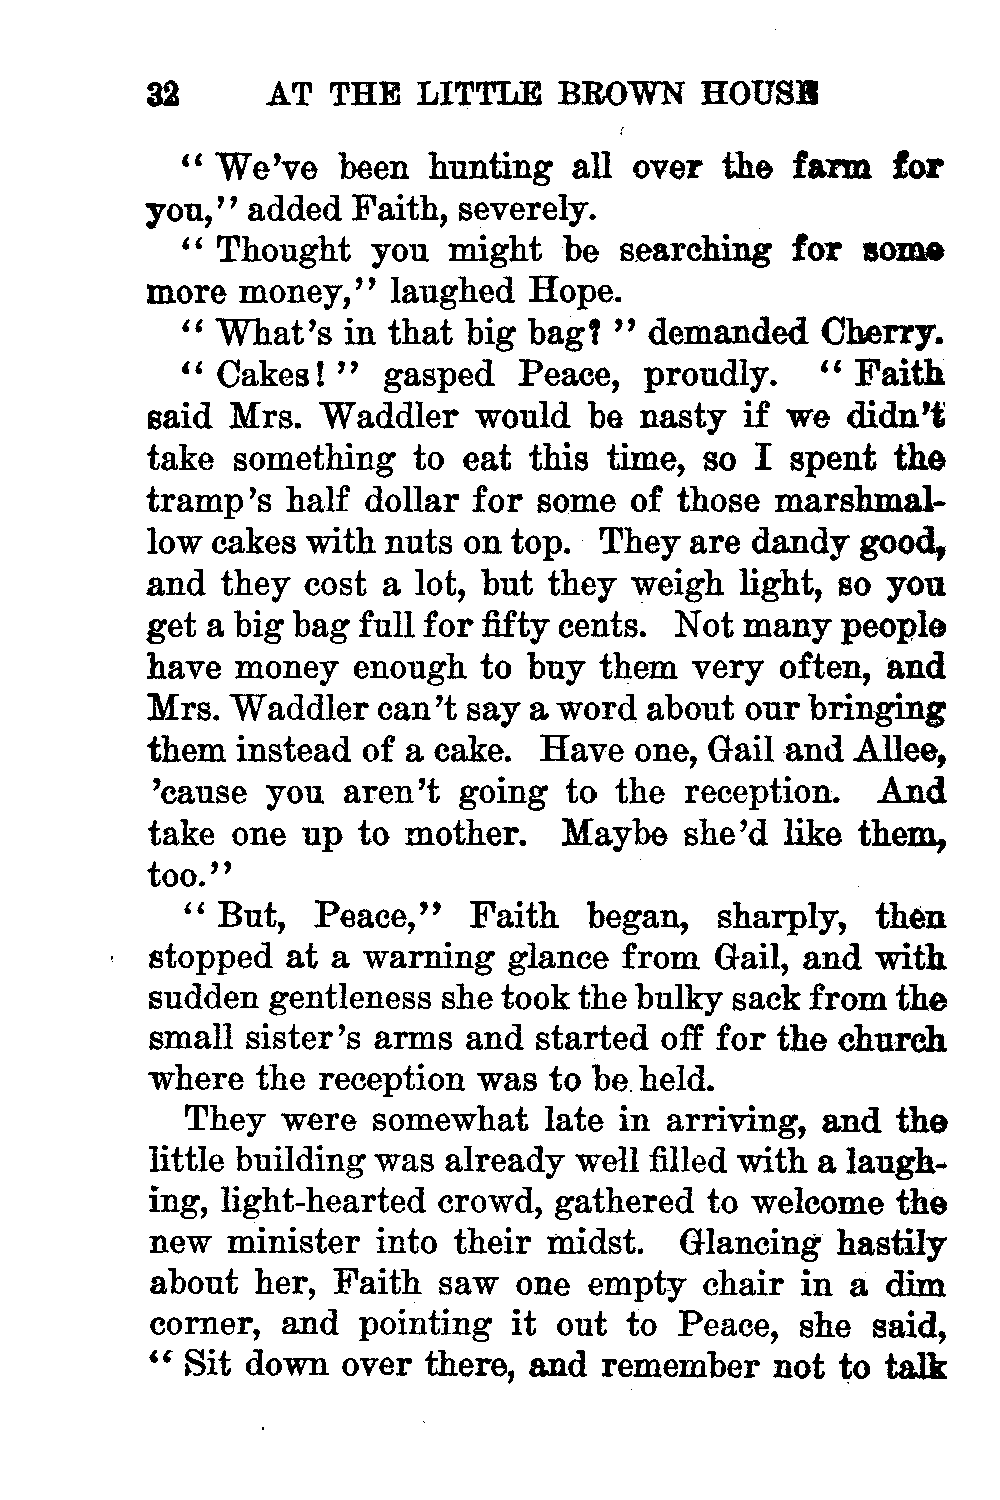 32 AT THE LITTLE BROWN HOUSE
“ We’ve been hunting all over the farm for
you,’’ added Faith, severely.
“ Thought you might be searching for some
more money,’’ laughed Hope.
“ What’s in that big bag? ” demanded Cherry.
“ Cakes! ” gasped Peace, proudly. “ Faith
said Mrs. Waddler would be nasty if we didn’t
take something to eat this time, so I spent the
tramp’s half dollar for some of those marshmal-
low cakes with nuts on top. They are dandy good,
and they cost a lot, but they weigh light, so you
get a big bag full for fifty cents. Not many people
have money enough to buy them very often, and
Mrs. Waddler can’t say a word about our bringing
them instead of a cake. Have one, Gail and Allee,
’cause you aren’t going to the reception. And
take one up to mother. Maybe she’d like them,
too.’’
“ But, Peace,’’ Faith began, sharply, then
stopped at a warning glance from Gail, and with
sudden gentleness she took the bulky sack from the
small sister’s arms and started off for the church
where the reception was to be held.
They were somewhat late in arriving, and the
little building was already well filled with a laugh-
ing, light-hearted crowd, gathered to welcome the
new minister into their midst. Glancing hastily
about her, Faith saw one empty chair in a dim
corner, and pointing it out to Peace, she said,
“ Sit down over there, and remember not to talk